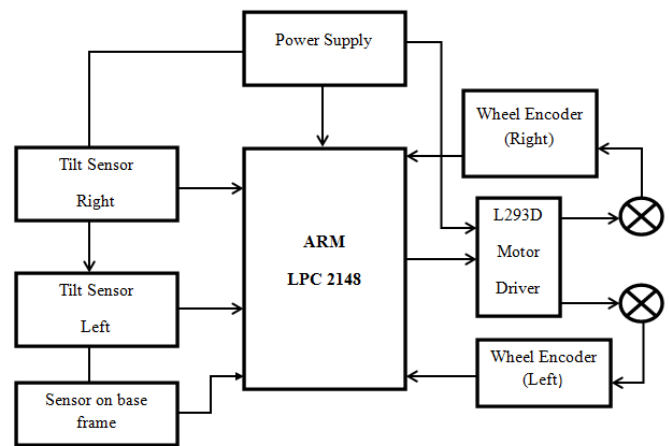 Power Supply
Wheel Encoder
(Right)
Tilt Sensor
Right
L293D
Motor
Driver
ARM
LPC 2148
Tilt Sensor
Left
Wheel Encoder
(Left)
Sensor on base
frame